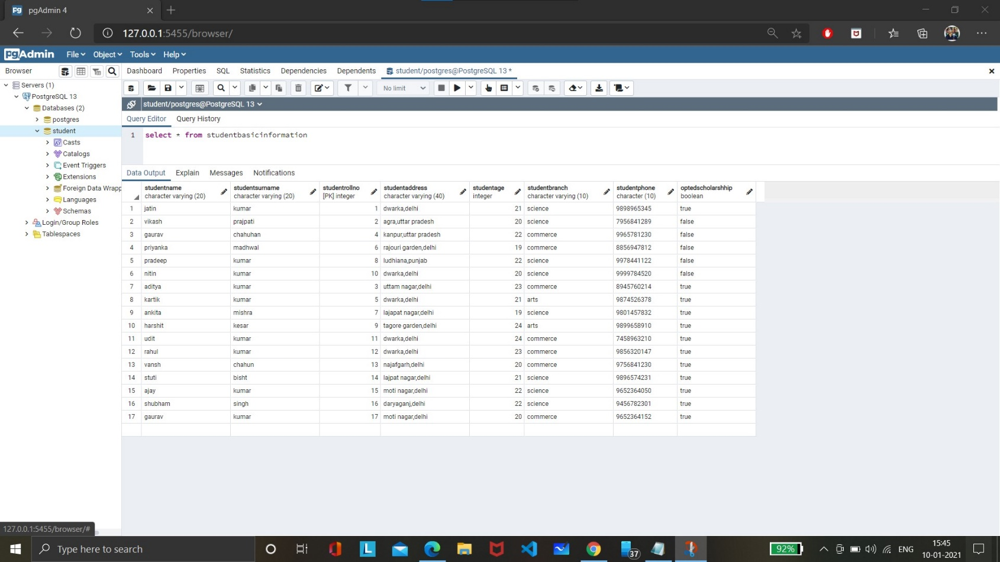 pgAdmin 4
127.0.0.1:5455/browser/
pgAdmin File Object Tools Help
Browser
Dashboard Properties SQL Statistics Dependencies Dependents student/postgres@PostgreSQL 13 *
Servers (1)
PostgreSQL 13
Databases (2)
postgres
student
Casts
Catalogs
Event Triggers
Extensions
Foreign Data Wrapp
Languages
Schemas
Login/Group Roles
Tablespaces
No limit
student/postgres@PostgreSQL 13
Query Editor Query History
1 select * from studentbasicinformation
Data Output Explain Messages Notifications
studentname studentsurname studentrollno studentaddress studentage studentbranch studentphone optedscholarshhip
character varying (20) character varying (20) [PK] integer character varying (40) integer character varying (10) character (10) boolean
1 jatin kumar 1 dwarka,delhi 21 science 9898965345 true
2 vikash prajpati 2 agra,uttar pradesh 20 science 7956841289 false
3 gaurav chahuhan 4 kanpur,uttar pradesh 22 commerce 9965781230 false
4 priyanka madhwal 6 rajouri garden,delhi 19 commerce 8856947812 false
5 pradeep kumar 8 ludhiana,punjab 22 science 9978441122 false
6 nitin kumar 10 dwarka,delhi 20 science 9999784520 false
7 aditya kumar 3 uttam nagar,delhi 23 commerce 8945760214 true
8 kartik kumar 5 dwarka,delhi 21 arts 9874526378 true
9 ankita mishra 7 lajapat nagar,delhi 19 science 9801457832 true
10 harshit kesar 9 tagore garden,delhi 24 arts 9899658910 true
11 udit kumar 11 dwarka,delhi 24 commerce 7458963210 true
12 rahul kumar 12 dwarka,delhi 23 commerce 9856320147 true
13 vansh chahun 13 najafgarh,delhi 20 commerce 9756841230 true
14 stuti bisht 14 lajpat nagar,delhi 21 science 9896574231 true
15 ajay kumar 15 moti nagar,delhi 22 science 9652364050 true
16 shubham singh 16 daryaganj,delhi 22 science 9456782301 true
17 gaurav kumar 17 moti nagar,delhi 20 commerce 9652364152 true
127.0.0.1:5455/browser/#
Type here to search
37
92%
ENG
15:45
10-01-2021